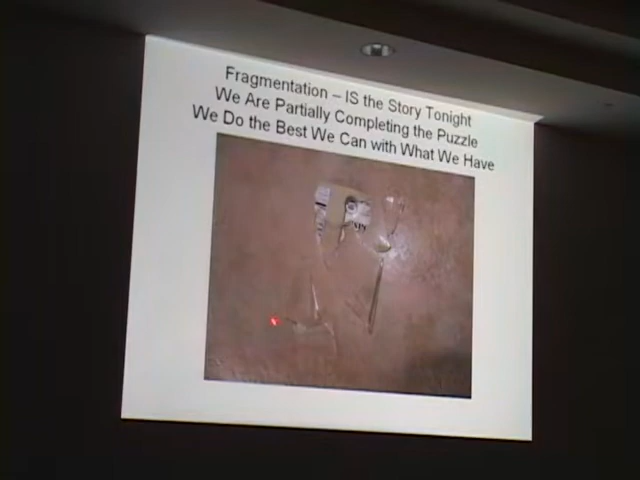 Fragmentation – IS the Story Tonight
We Are Partially Completing the Puzzle
We Do the Best We Can with What We Have